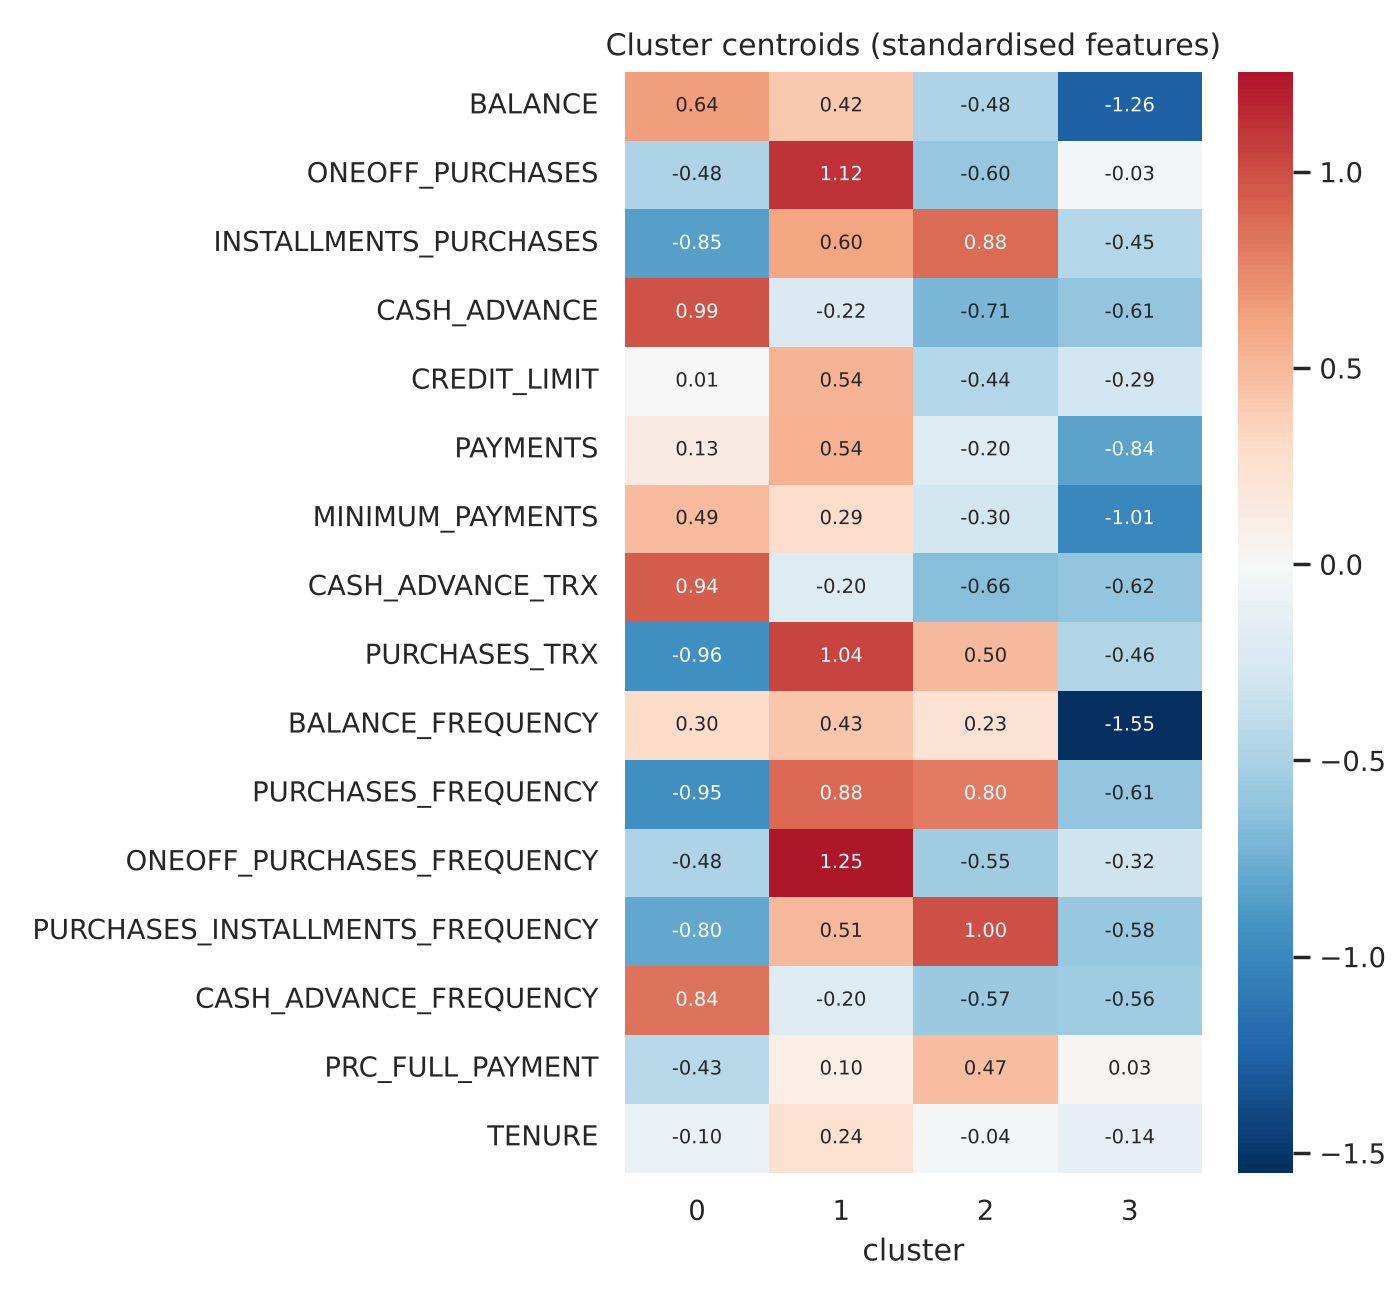 Cluster centroids (standardised features)
BALANCE 0.64 0.42 -0.48 -1.26
ONEOFF_PURCHASES -0.48 1.12 -0.60 -0.03
INSTALLMENTS_PURCHASES -0.85 0.60 0.88 -0.45
CASH_ADVANCE 0.99 -0.22 -0.71 -0.61
CREDIT_LIMIT 0.01 0.54 -0.44 -0.29
PAYMENTS 0.13 0.54 -0.20 -0.84
MINIMUM_PAYMENTS 0.49 0.29 -0.30 -1.01
CASH_ADVANCE_TRX 0.94 -0.20 -0.66 -0.62
PURCHASES_TRX -0.96 1.04 0.50 -0.46
BALANCE_FREQUENCY 0.30 0.43 0.23 -1.55
PURCHASES_FREQUENCY -0.95 0.88 0.80 -0.61
ONEOFF_PURCHASES_FREQUENCY -0.48 1.25 -0.55 -0.32
PURCHASES_INSTALLMENTS_FREQUENCY -0.80 0.51 1.00 -0.58
CASH_ADVANCE_FREQUENCY 0.84 -0.20 -0.57 -0.56
PRC_FULL_PAYMENT -0.43 0.10 0.47 0.03
TENURE -0.10 0.24 -0.04 -0.14
0 1 2 3
cluster
1.0
0.5
0.0
−0.5
−1.0
−1.5